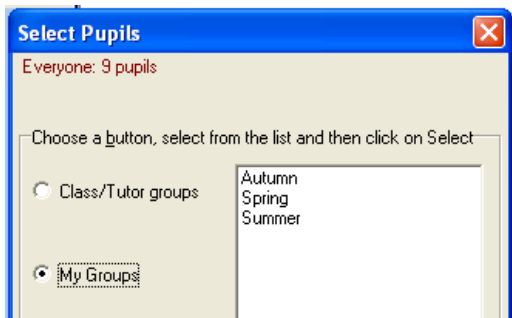 Select Pupils
Everyone: 9 pupils
Choose a button, select from the list and then click on Select
Class/Tutor groups
Autumn
Spring
Summer
My Groups